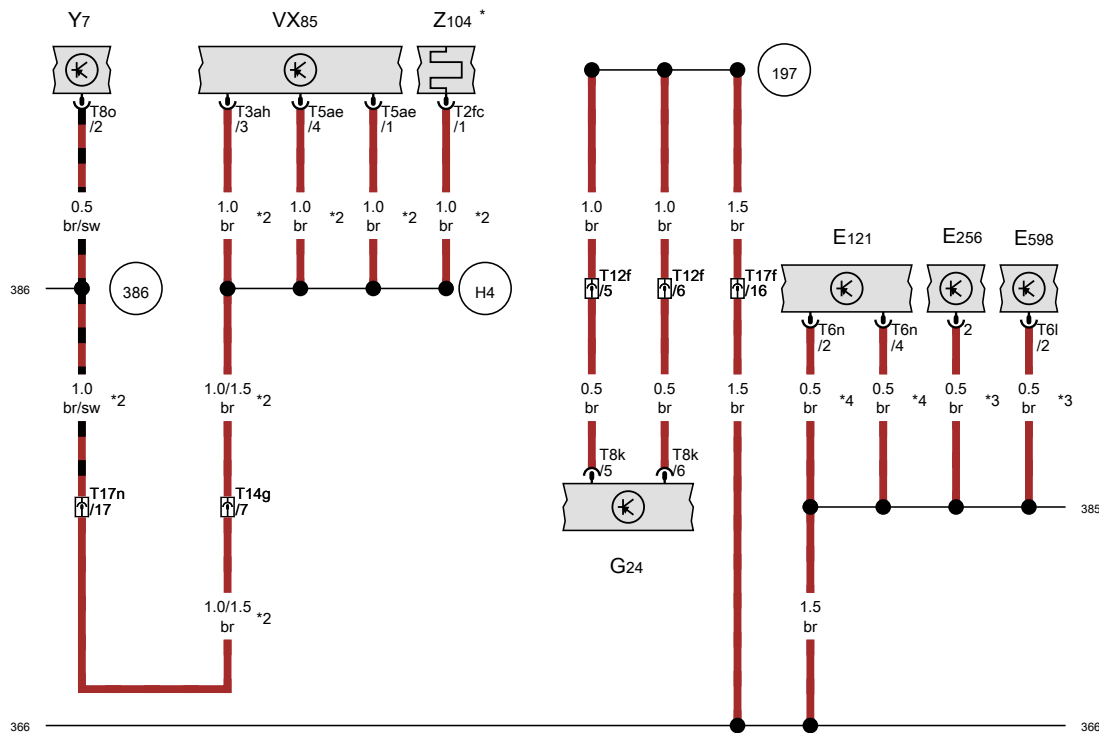 Y7 VX85 Z104 *
197
T8o /2
T3ah /3
T5ae /4
T5ae /1
T2fc /1
0.5 br/sw
1.0 br *2
1.0 br *2
1.0 br *2
1.0 br *2
1.0 br
1.0 br
1.5 br
E121 E256 E598
386
386
H4
T12f /5
T12f /6
T17f /16
T6n /2
T6n /4
2
T6l /2
1.0 br/sw *2
1.0/1.5 br *2
0.5 br
0.5 br
1.5 br
0.5 br *4
0.5 br *4
0.5 br *3
0.5 br *3
T8k /5
T8k /6
T17n /17
T14g /7
385
G24
1.0/1.5 br *2
1.5 br
366
366